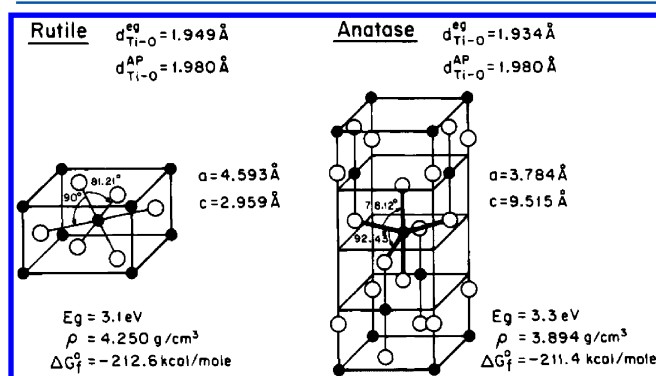 Rutile
d^eg_Ti-O = 1.949 Å
d^AP_Ti-O = 1.980 Å
81.21°
90°
a = 4.593 Å
c = 2.959 Å
Eg = 3.1 eV
ρ = 4.250 g/cm³
ΔG°f = -212.6 kcal/mole
Anatase
d^eg_Ti-O = 1.934 Å
d^AP_Ti-O = 1.980 Å
78.12°
92.43
a = 3.784 Å
c = 9.515 Å
Eg = 3.3 eV
ρ = 3.894 g/cm³
ΔG°f = -211.4 kcal/mole